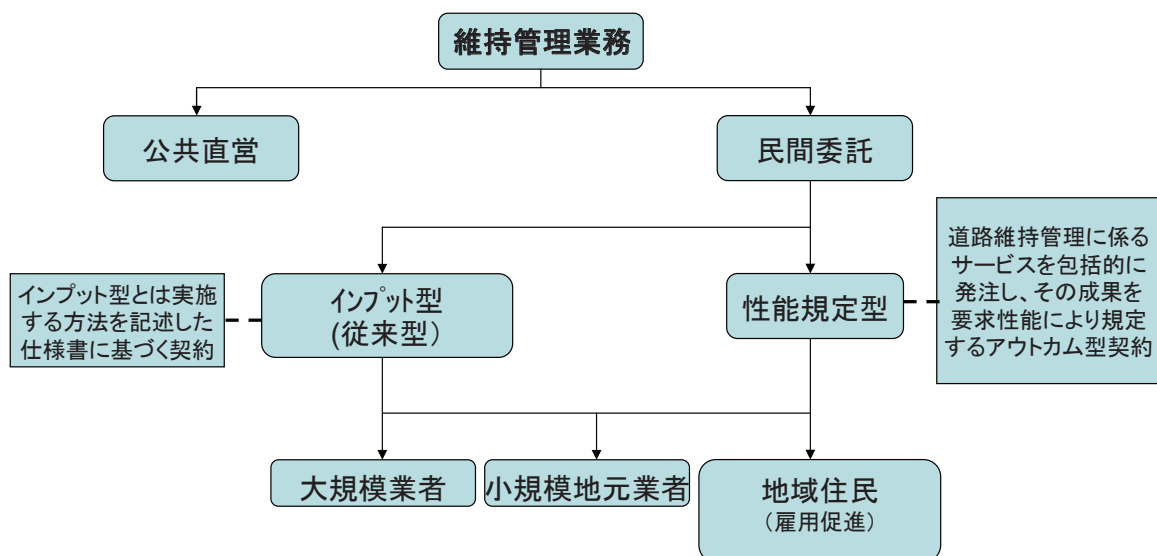 維持管理業務
公共直営
民間委託
インプット型とは実施
する方法を記述した
仕様書に基づく契約
インプット型
(従来型)
性能規定型
道路維持管理に係る
サービスを包括的に
発注し、その成果を
要求性能により規定
するアウトカム型契約
大規模業者
小規模地元業者
地域住民
(雇用促進)